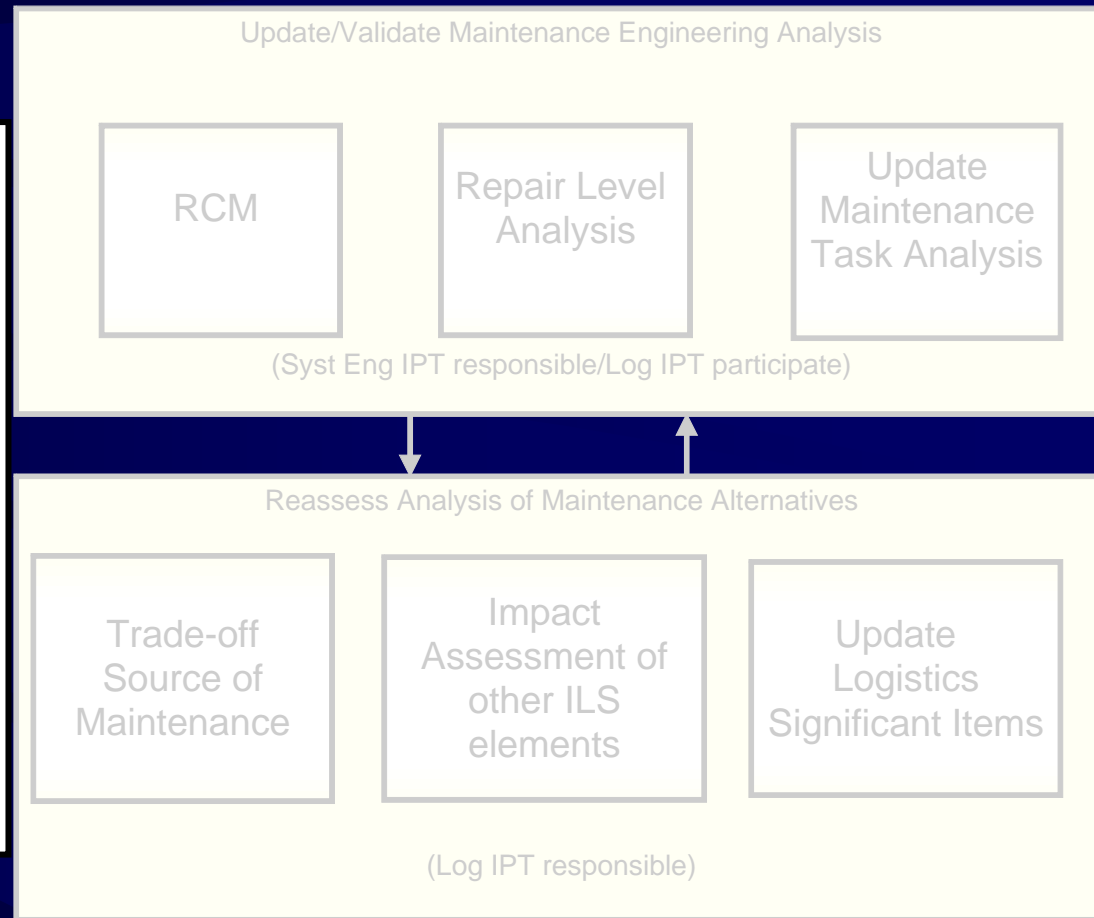 Update/Validate Maintenance Engineering Analysis
RCM
Repair Level
Analysis
Update
Maintenance
Task Analysis
(Syst Eng IPT responsible/Log IPT participate)
Reassess Analysis of Maintenance Alternatives
Trade-off
Source of
Maintenance
Impact
Assessment of
other ILS
elements
Update
Logistics
Significant Items
(Log IPT responsible)